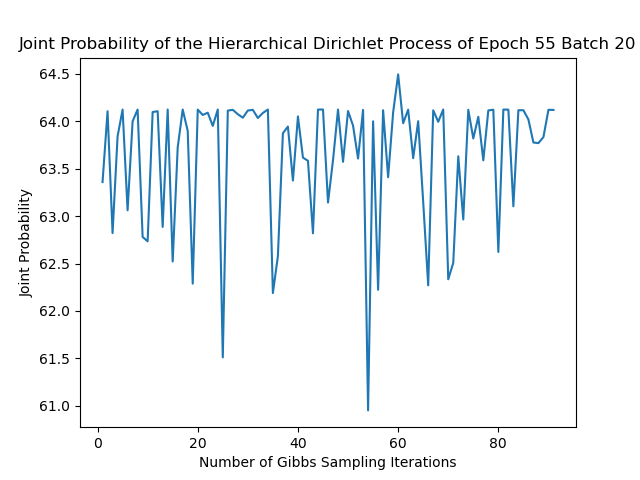 Joint Probability of the Hierarchical Dirichlet Process of Epoch 55 Batch 20
64.5
64.0
63.5
63.0
62.5
62.0
61.5
61.0
Joint Probability
0 20 40 60 80
Number of Gibbs Sampling Iterations